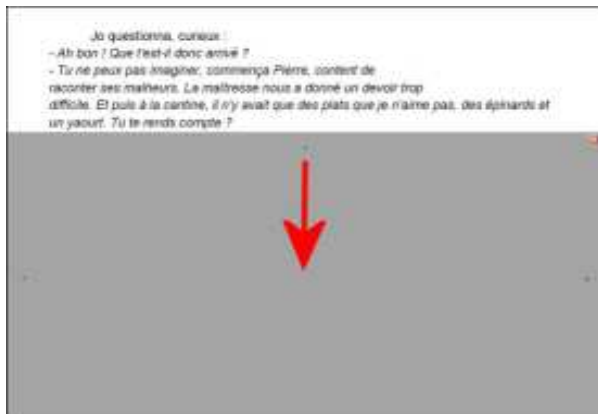 Jo questionna, curieux :
- Ah bon ! Que t'est-il donc arrivé ?
- Tu ne peux pas imaginer, commença Pierre, content de
raconter ses malheurs. La maîtresse nous a donné un devoir trop
difficile. Et puis à la cantine, il n'y avait que des plats que je n'aime pas, des épinards et
un yaourt. Tu te rends compte ?